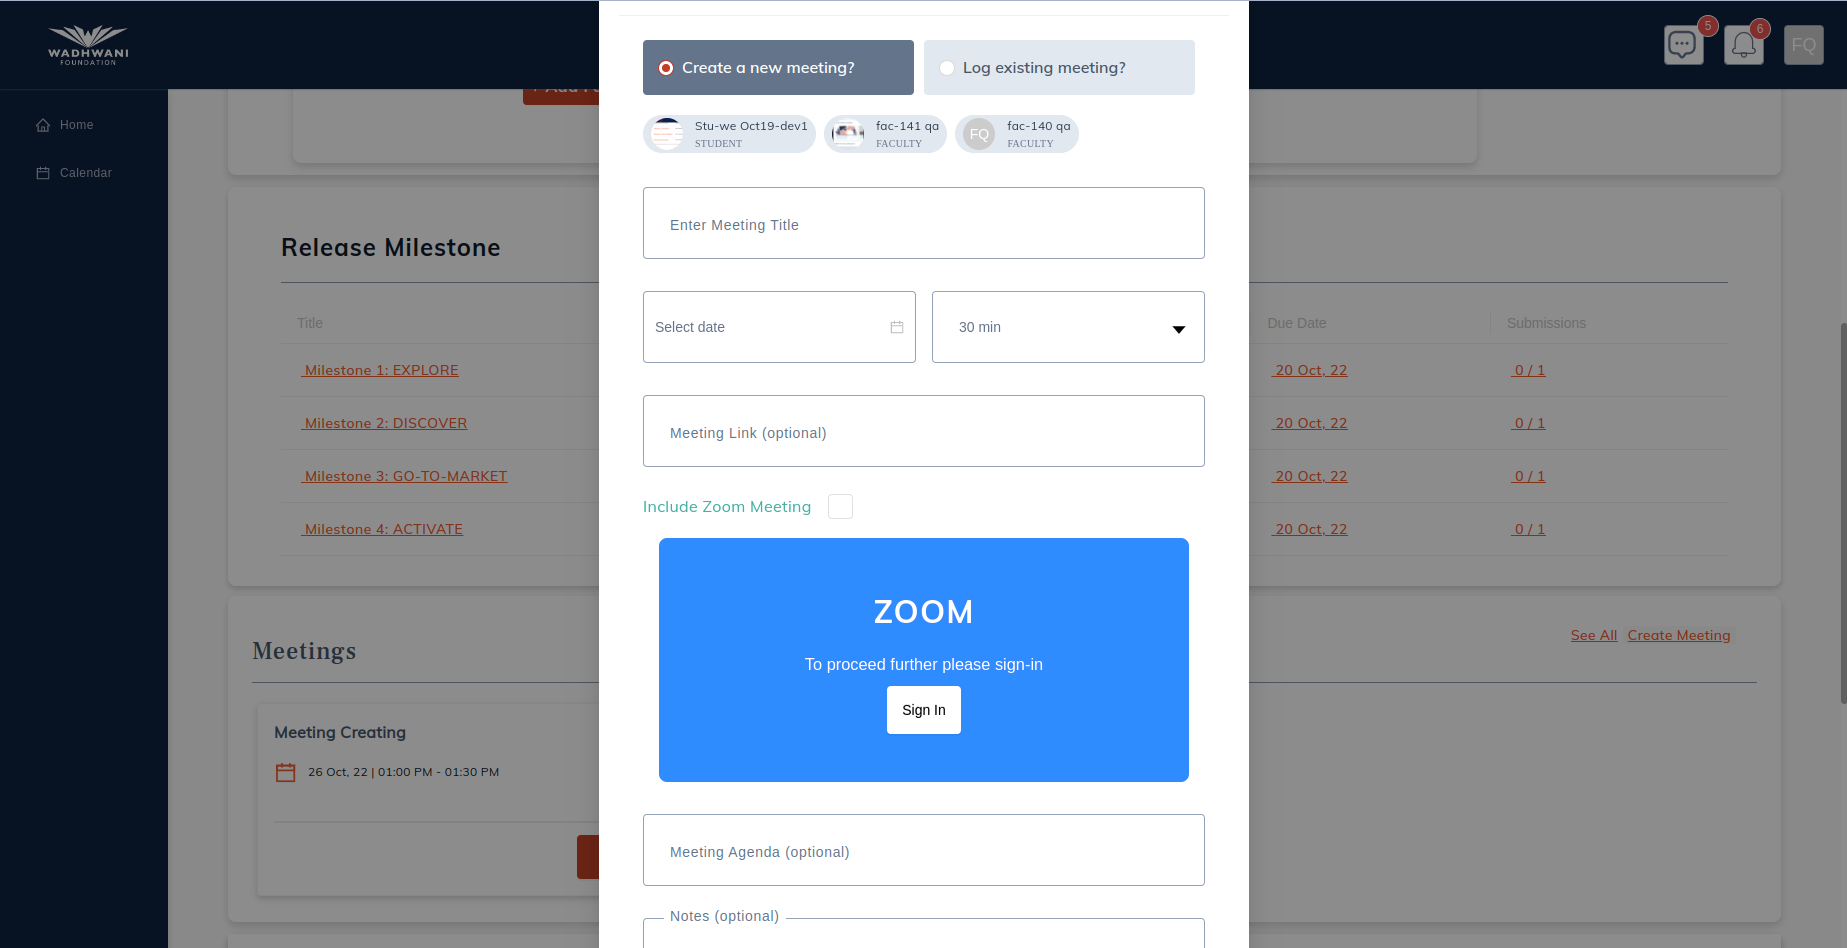 WADHWANI
FOUNDATION
5
6
FQ
Home
Calendar
Create a new meeting?
Log existing meeting?
Stu-we Oct19-dev1
STUDENT
fac-141 qa
FACULTY
FQ
fac-140 qa
FACULTY
Enter Meeting Title
Select date
30 min
Meeting Link (optional)
Include Zoom Meeting
ZOOM
To proceed further please sign-in
Sign In
Meeting Agenda (optional)
Notes (optional)
Release Milestone
Title
Due Date
Submissions
Milestone 1: EXPLORE
20 Oct, 22
0 / 1
Milestone 2: DISCOVER
20 Oct, 22
0 / 1
Milestone 3: GO-TO-MARKET
20 Oct, 22
0 / 1
Milestone 4: ACTIVATE
20 Oct, 22
0 / 1
Meetings
See All
Create Meeting
Meeting Creating
26 Oct, 22 | 01:00 PM - 01:30 PM